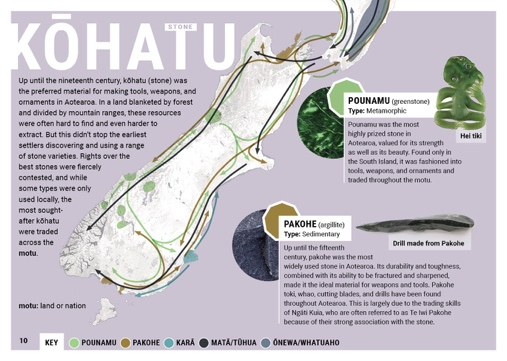 KŌHATU
STONE
Up until the nineteenth century, kōhatu (stone) was
the preferred material for making tools, weapons, and
ornaments in Aotearoa. In a land blanketed by forest
and divided by mountain ranges, these resources
were often hard to find and even harder to
extract. But this didn't stop the earliest
settlers discovering and using a range
of stone varieties. Rights over the
best stones were fiercely
contested, and while
some types were only
used locally, the
most sought-
after kōhatu
were traded
across the
motu.
motu: land or nation
POUNAMU (greenstone)
Type: Metamorphic
Pounamu was the most
highly prized stone in
Aotearoa, valued for its strength
as well as its beauty. Found only in
the South Island, it was fashioned into
tools, weapons, and ornaments and
traded throughout the motu.
Hei tiki
PAKOHE (argillite)
Type: Sedimentary
Up until the fifteenth
century, pakohe was the most
widely used stone in Aotearoa. Its durability and toughness,
combined with its ability to be fractured and sharpened,
made it the ideal material for weapons and tools. Pakohe
toki, whao, cutting blades, and drills have been found
throughout Aotearoa. This is largely due to the trading skills
of Ngāti Kuia, who are often referred to as Te Iwi Pakohe
because of their strong association with the stone.
Drill made from Pakohe
10
KEY
POUNAMU
PAKOHE
KARĀ
MATĀ/TŪHUA
ŌNEWA/WHATUAHO